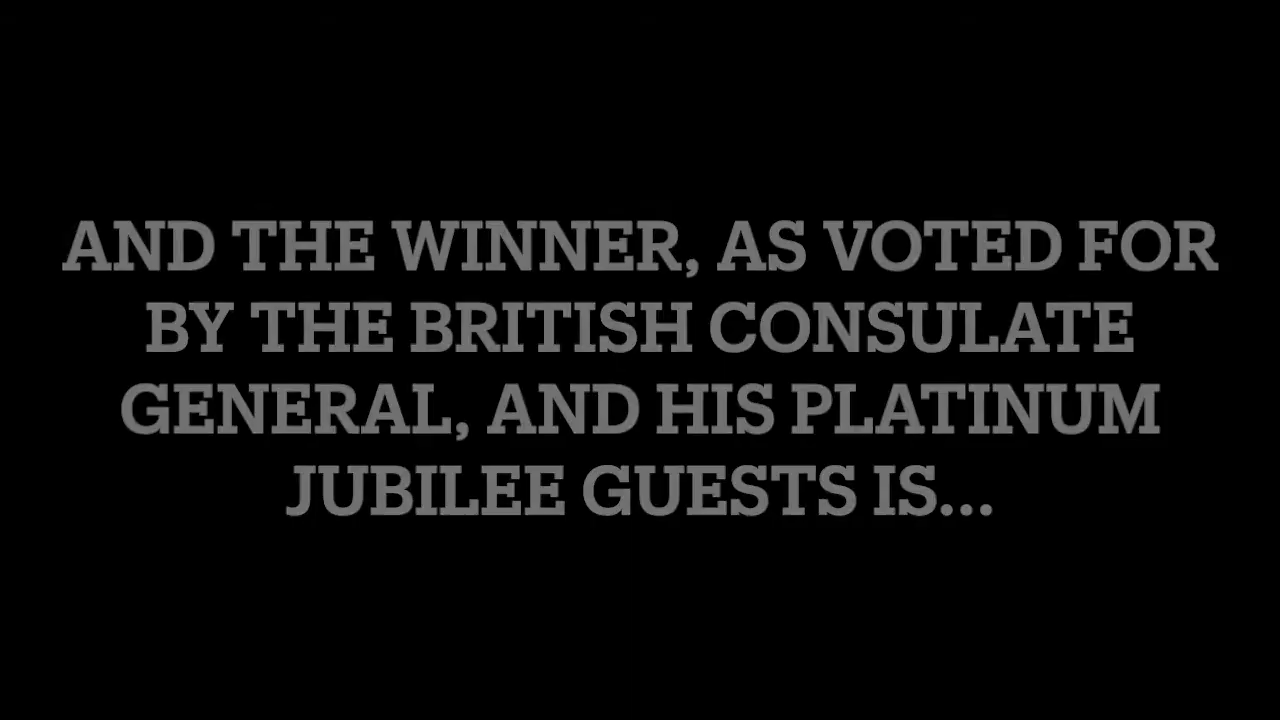 AND THE WINNER, AS VOTED FOR
BY THE BRITISH CONSULATE
GENERAL, AND HIS PLATINUM
JUBILEE GUESTS IS...